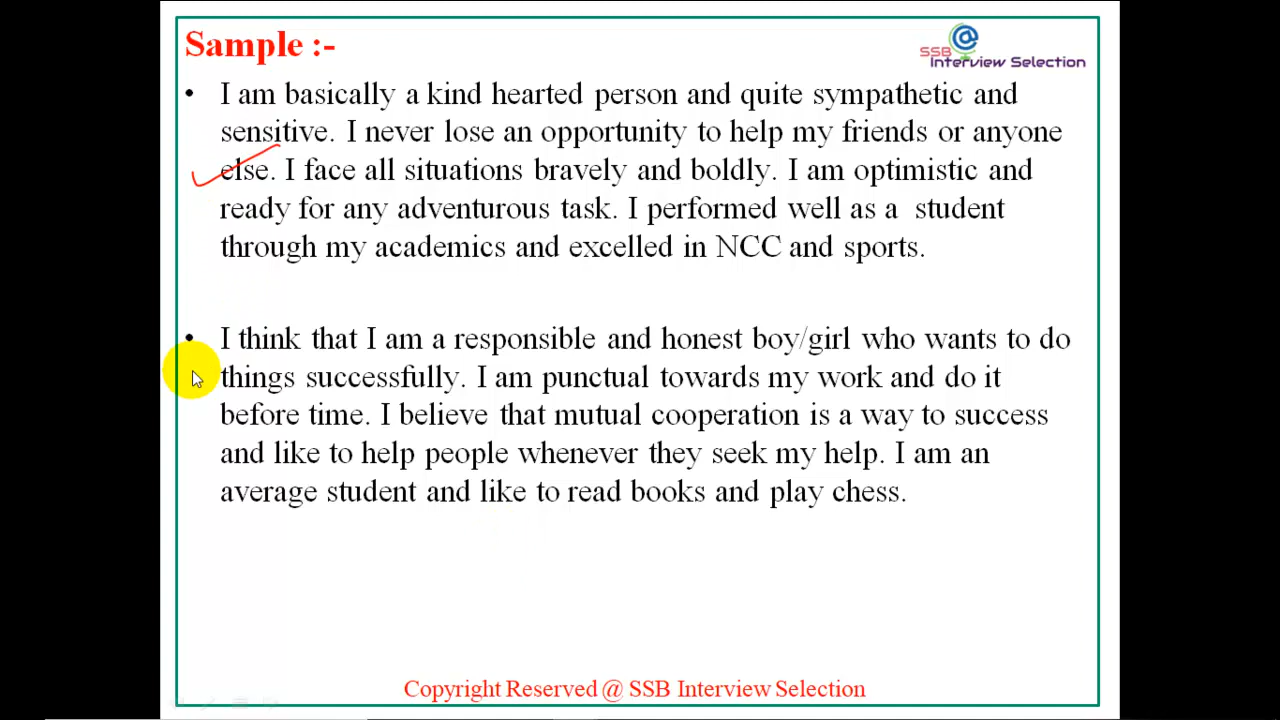 Sample :-
SSB
Interview Selection
• I am basically a kind hearted person and quite sympathetic and
sensitive. I never lose an opportunity to help my friends or anyone
else. I face all situations bravely and boldly. I am optimistic and
ready for any adventurous task. I performed well as a student
through my academics and excelled in NCC and sports.
• I think that I am a responsible and honest boy/girl who wants to do
things successfully. I am punctual towards my work and do it
before time. I believe that mutual cooperation is a way to success
and like to help people whenever they seek my help. I am an
average student and like to read books and play chess.
Copyright Reserved @ SSB Interview Selection